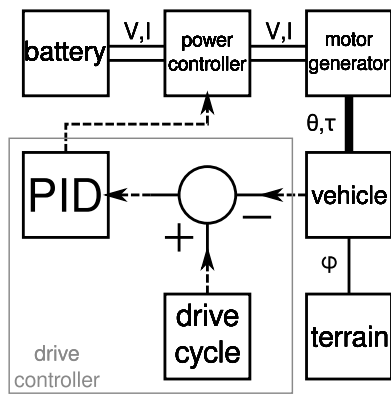 V,I
V,I
battery
power
controller
motor
generator
θ,τ
PID
vehicle
+
−
φ
drive
cycle
terrain
drive
controller